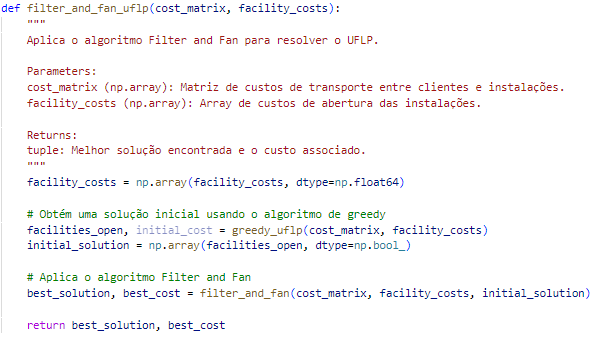 def filter_and_fan_uflp(cost_matrix, facility_costs):
    """
    Aplica o algoritmo Filter and Fan para resolver o UFLP.

    Parameters:
    cost_matrix (np.array): Matriz de custos de transporte entre clientes e instalações.
    facility_costs (np.array): Array de custos de abertura das instalações.

    Returns:
    tuple: Melhor solução encontrada e o custo associado.
    """
    facility_costs = np.array(facility_costs, dtype=np.float64)

    # Obtém uma solução inicial usando o algoritmo de greedy
    facilities_open, initial_cost = greedy_uflp(cost_matrix, facility_costs)
    initial_solution = np.array(facilities_open, dtype=np.bool_)

    # Aplica o algoritmo Filter and Fan
    best_solution, best_cost = filter_and_fan(cost_matrix, facility_costs, initial_solution)

    return best_solution, best_cost